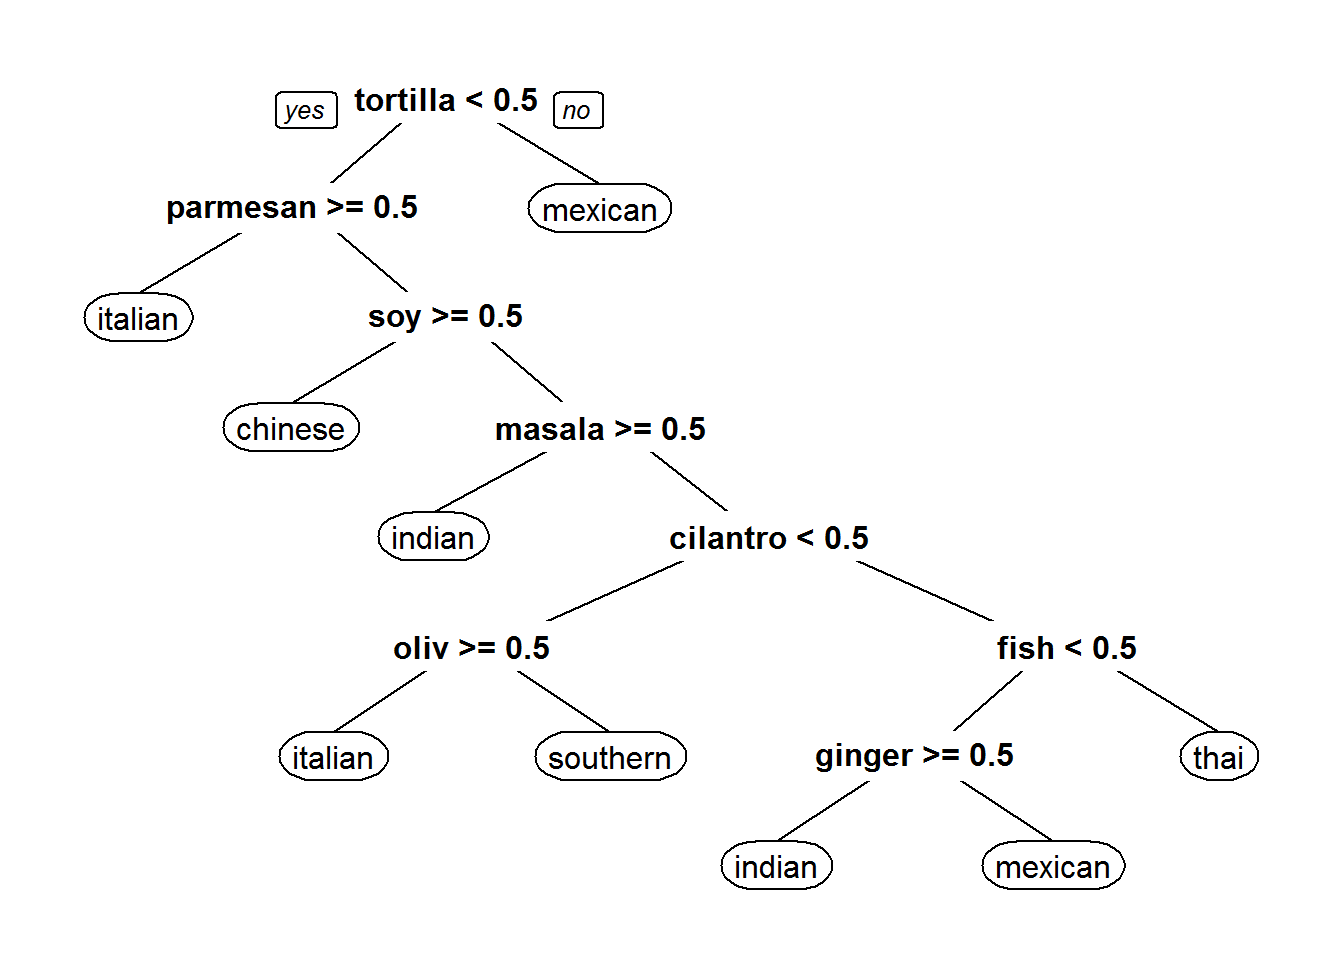 yes tortilla < 0.5 no
parmesan >= 0.5
mexican
italian
soy >= 0.5
chinese
masala >= 0.5
indian
cilantro < 0.5
oliv >= 0.5
fish < 0.5
italian
southern
ginger >= 0.5
thai
indian
mexican